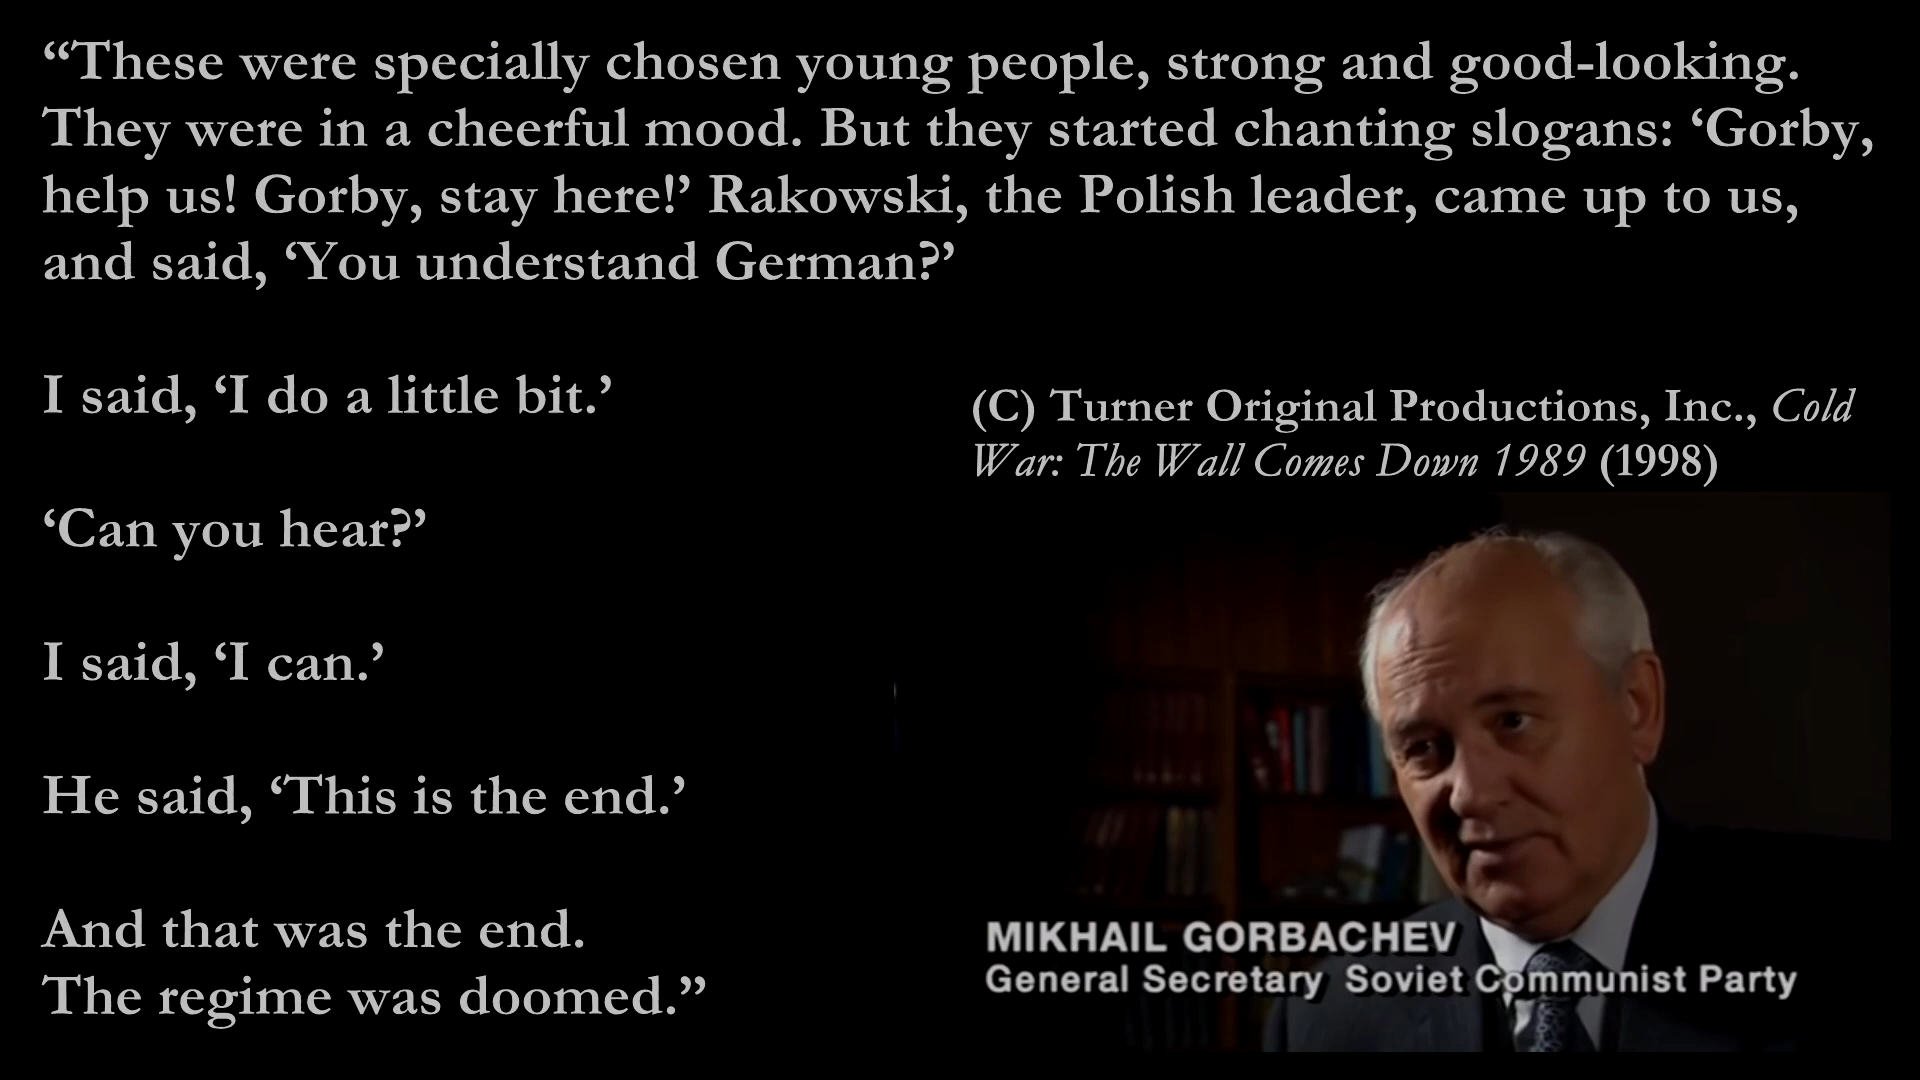 “These were specially chosen young people, strong and good-looking.
They were in a cheerful mood. But they started chanting slogans: ‘Gorby,
help us! Gorby, stay here!’ Rakowski, the Polish leader, came up to us,
and said, ‘You understand German?’
I said, ‘I do a little bit.’
‘Can you hear?’
I said, ‘I can.’
He said, ‘This is the end.’
And that was the end.
The regime was doomed.”
(C) Turner Original Productions, Inc., Cold
War: The Wall Comes Down 1989 (1998)
MIKHAIL GORBACHEV
General Secretary Soviet Communist Party